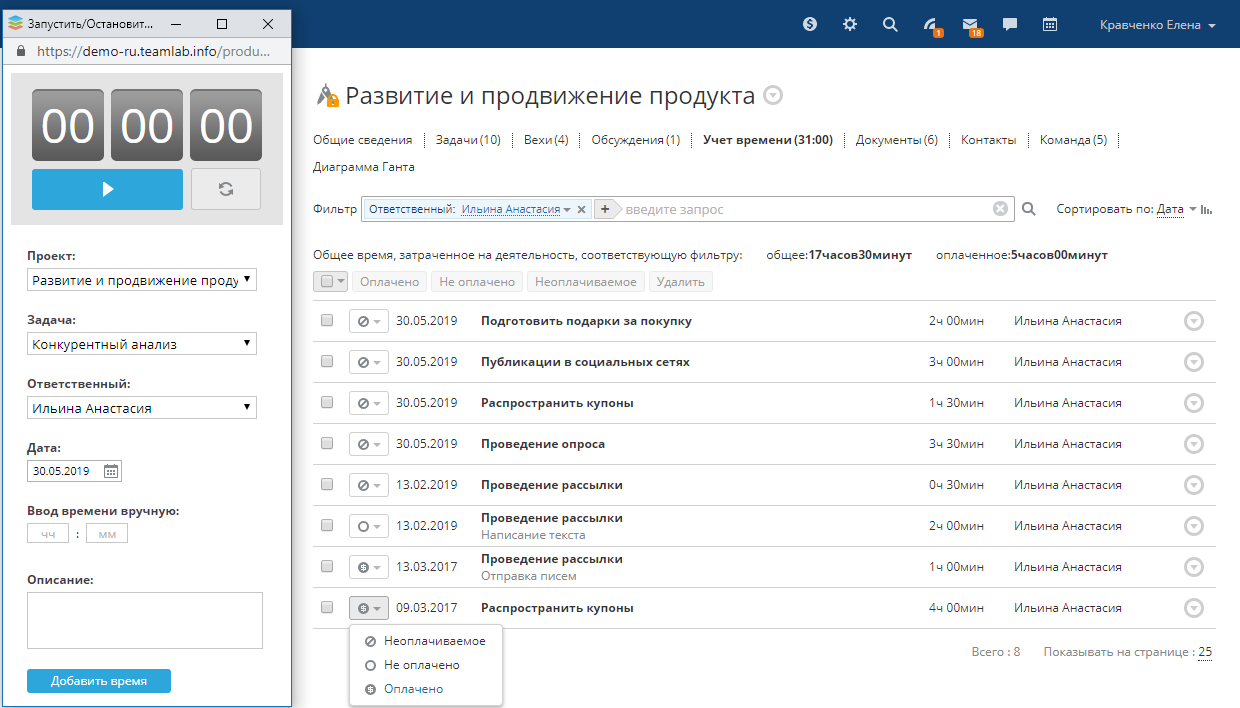 Запустить/Остановит...
https://demo-ru.teamlab.info/produ...
00 00 00
Проект:
Развитие и продвижение проду
Задача:
Конкурентный анализ
Ответственный:
Ильина Анастасия
Дата:
30.05.2019
Ввод времени вручную:
чч : мм
Описание:
Добавить время
1 18 Кравченко Елена
Развитие и продвижение продукта
Общие сведения Задачи (10) Вехи (4) Обсуждения (1) Учет времени (31:00) Документы (6) Контакты Команда (5)
Диаграмма Ганта
Фильтр Ответственный: Ильина Анастасия + введите запрос Сортировать по: Дата
Общее время, затраченное на деятельность, соответствующую фильтру: общее:17часов30минут оплаченное:5часов00минут
Оплачено Не оплачено Неоплачиваемое Удалить
30.05.2019 Подготовить подарки за покупку 2ч 00мин Ильина Анастасия
30.05.2019 Публикации в социальных сетях 3ч 00мин Ильина Анастасия
30.05.2019 Распространить купоны 1ч 30мин Ильина Анастасия
30.05.2019 Проведение опроса 3ч 30мин Ильина Анастасия
13.02.2019 Проведение рассылки 0ч 30мин Ильина Анастасия
13.02.2019 Проведение рассылки 2ч 00мин Ильина Анастасия
Написание текста
13.03.2017 Проведение рассылки 1ч 00мин Ильина Анастасия
Отправка писем
09.03.2017 Распространить купоны 4ч 00мин Ильина Анастасия
Неоплачиваемое
Не оплачено
Оплачено
Всего : 8 Показывать на странице : 25